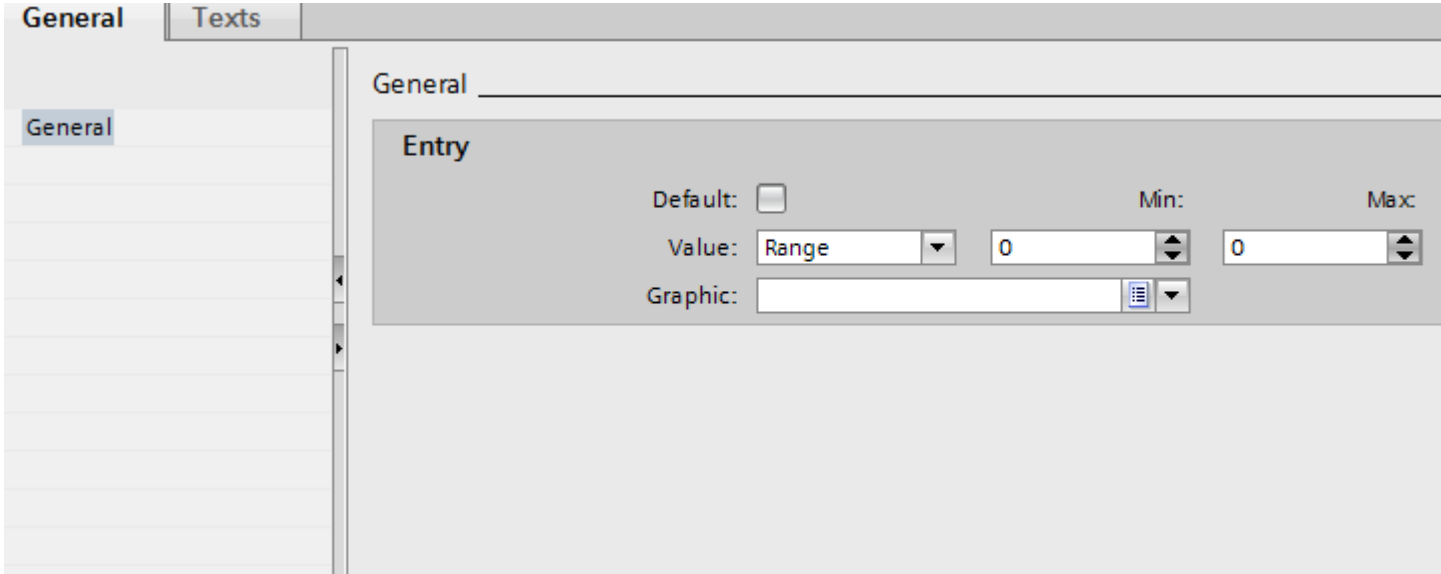 General Texts
General
General
Entry
Default: Min: Max:
Value: Range 0 0
Graphic: